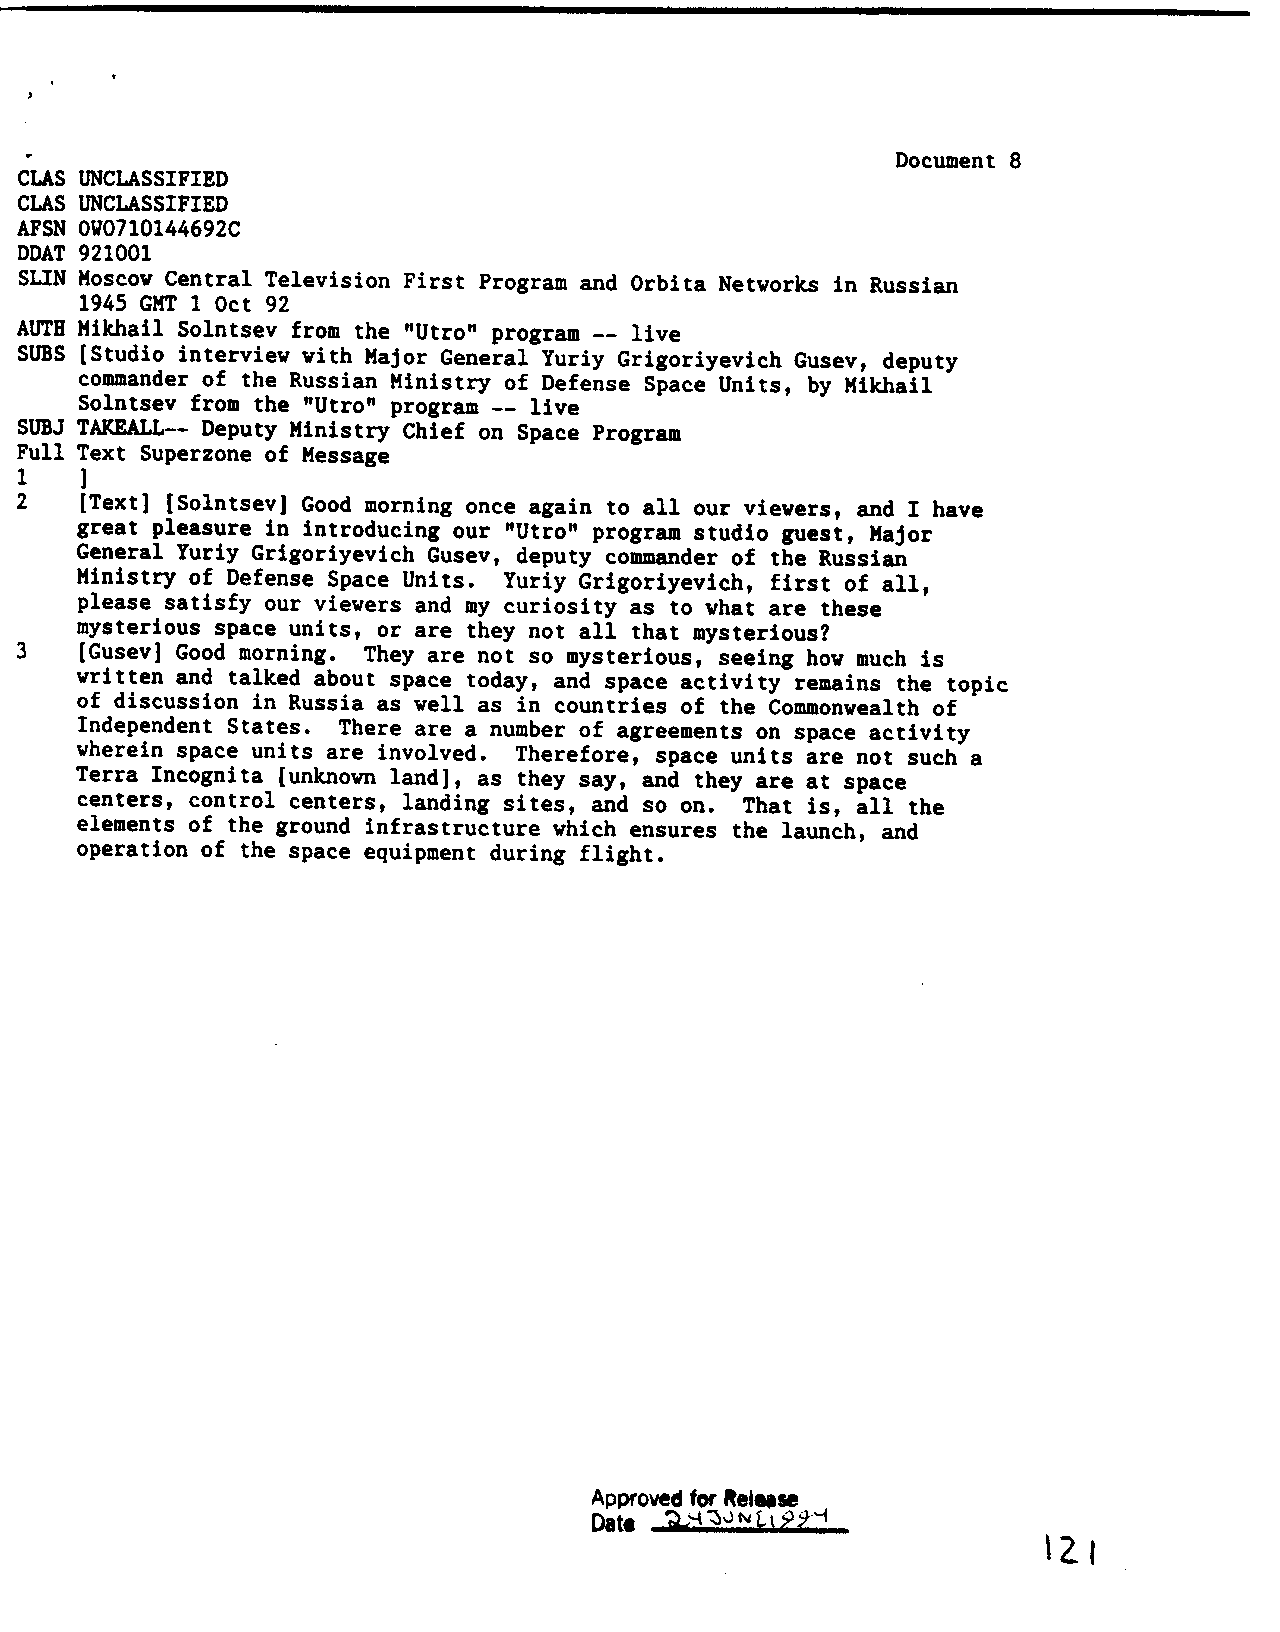 Document 8
CLAS UNCLASSIFIED
CLAS UNCLASSIFIED
AFSN OW0710144692C
DDAT 921001
SLIN Moscow Central Television First Program and Orbita Networks in Russian
1945 GMT 1 Oct 92
AUTH Mikhail Solntsev from the "Utro" program -- live
SUBS [Studio interview with Major General Yuriy Grigoriyevich Gusev, deputy
commander of the Russian Ministry of Defense Space Units, by Mikhail
Solntsev from the "Utro" program -- live
SUBJ TAKEALL-- Deputy Ministry Chief on Space Program
Full Text Superzone of Message
1 ]
2 [Text] [Solntsev] Good morning once again to all our viewers, and I have
great pleasure in introducing our "Utro" program studio guest, Major
General Yuriy Grigoriyevich Gusev, deputy commander of the Russian
Ministry of Defense Space Units. Yuriy Grigoriyevich, first of all,
please satisfy our viewers and my curiosity as to what are these
mysterious space units, or are they not all that mysterious?
3 [Gusev] Good morning. They are not so mysterious, seeing how much is
written and talked about space today, and space activity remains the topic
of discussion in Russia as well as in countries of the Commonwealth of
Independent States. There are a number of agreements on space activity
wherein space units are involved. Therefore, space units are not such a
Terra Incognita [unknown land], as they say, and they are at space
centers, control centers, landing sites, and so on. That is, all the
elements of the ground infrastructure which ensures the launch, and
operation of the space equipment during flight.
Approved for Release
Date 24 JUNE 1994
121